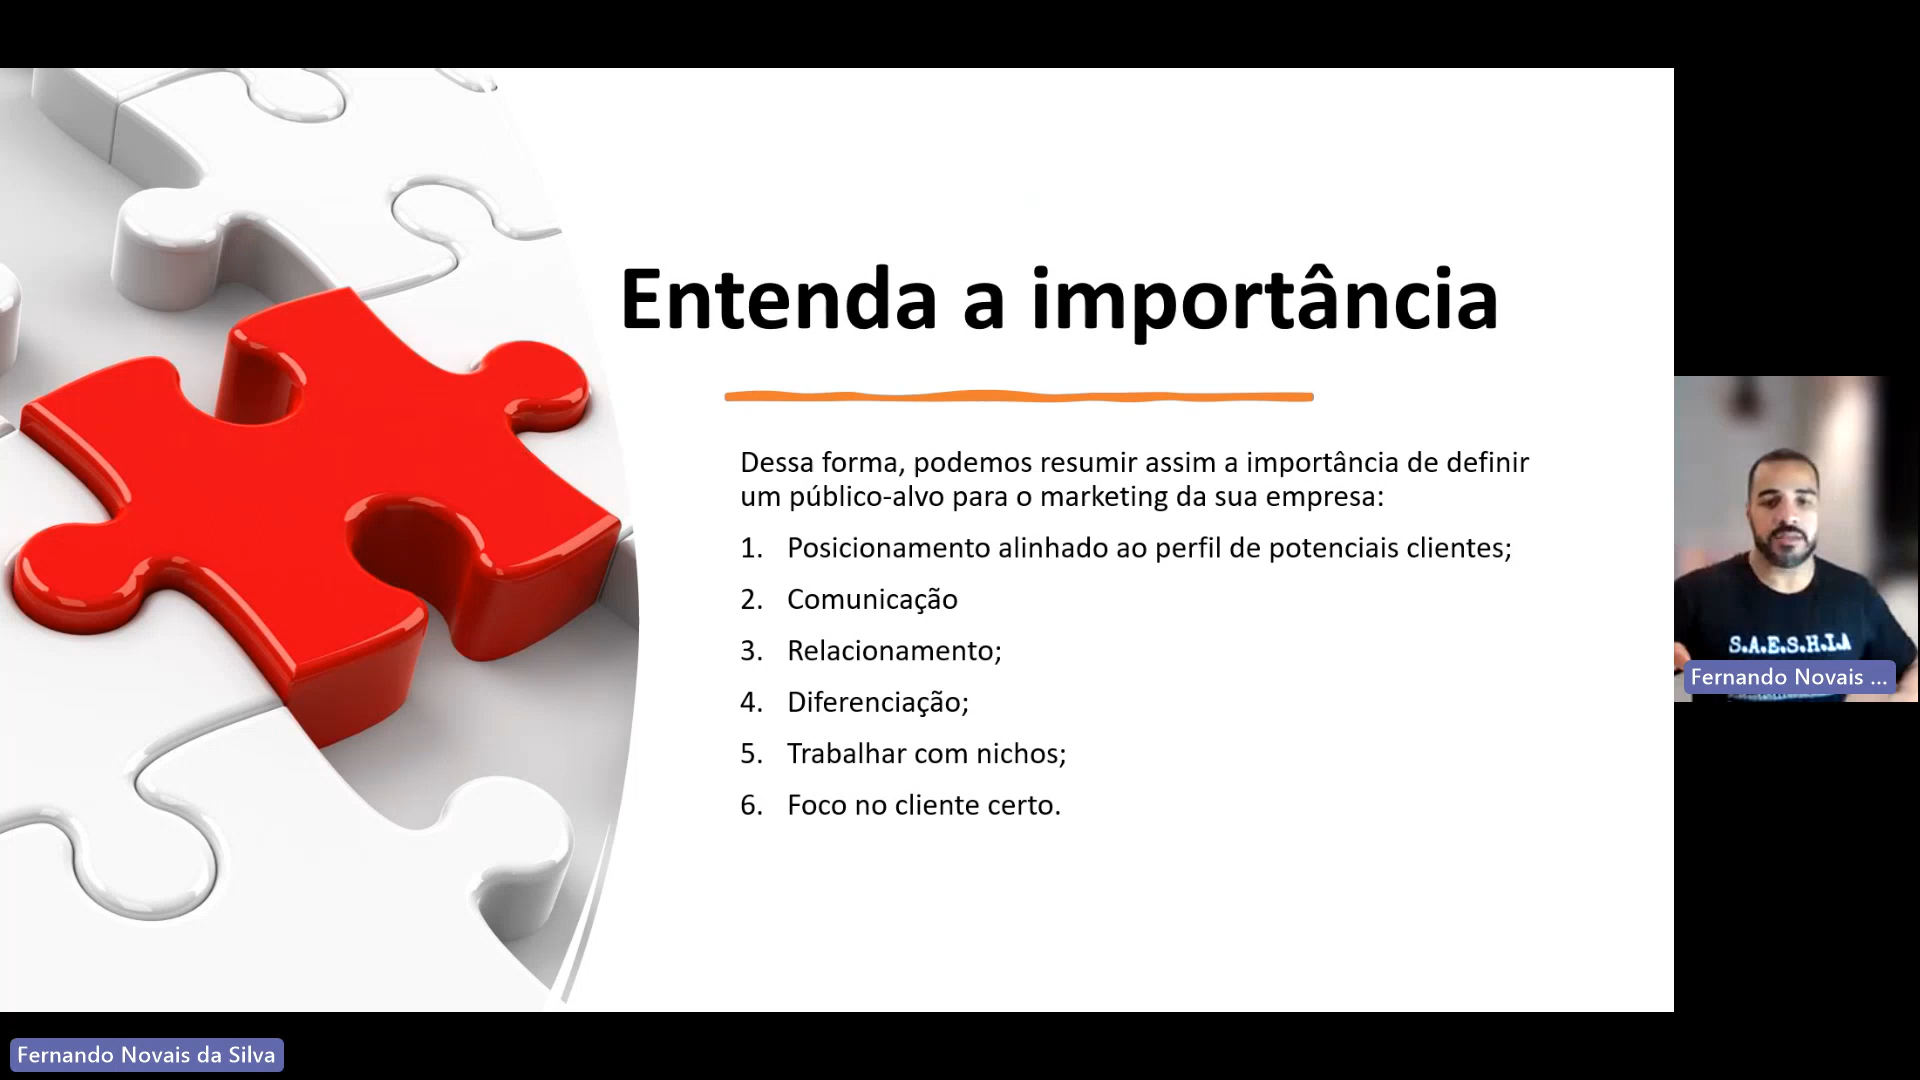 Entenda a importância
Dessa forma, podemos resumir assim a importância de definir
um público-alvo para o marketing da sua empresa:
1. Posicionamento alinhado ao perfil de potenciais clientes;
2. Comunicação
3. Relacionamento;
4. Diferenciação;
5. Trabalhar com nichos;
6. Foco no cliente certo.
S.A.E.S.H.I.A
Fernando Novais ...
Fernando Novais da Silva